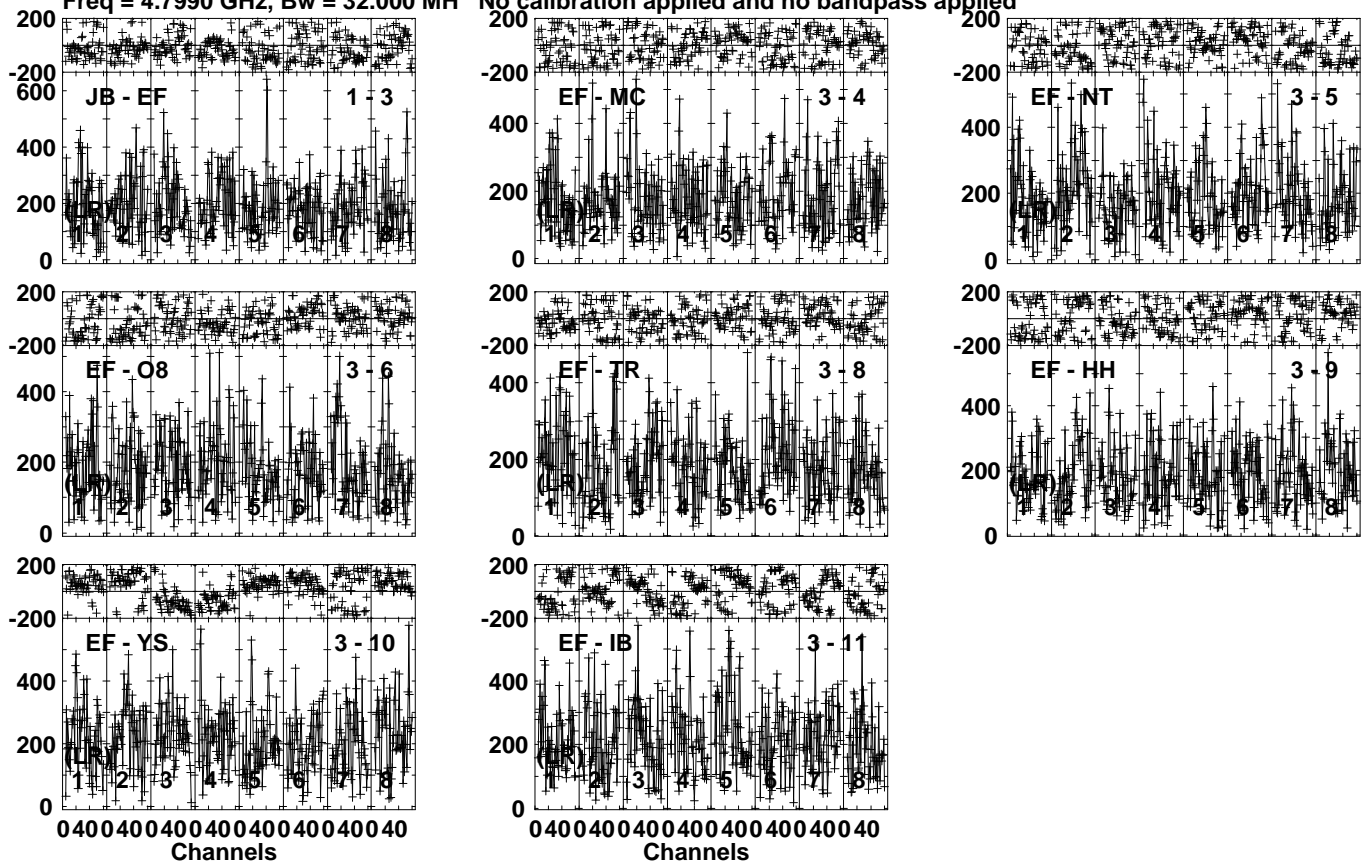 Freq = 4.7990 GHz, Bw = 32.000 MH No calibration applied and no bandpass applied
200
-200
600
400
200
0
JB - EF 1 - 3
(LR)
1 2 3 4 5 6 7 8
200
-200
400
200
0
EF - MC 3 - 4
(LR)
1 2 3 4 5 6 7 8
200
-200
400
200
0
EF - NT 3 - 5
(LR)
1 2 3 4 5 6 7 8
200
-200
400
200
0
EF - O8 3 - 6
(LR)
1 2 3 4 5 6 7 8
200
-200
400
200
0
EF - TR 3 - 8
(LR)
1 2 3 4 5 6 7 8
200
-200
400
200
0
EF - HH 3 - 9
(LR)
1 2 3 4 5 6 7 8
200
-200
400
200
0
EF - YS 3 - 10
(LR)
1 2 3 4 5 6 7 8
0 40 0 40 0 40 0 40 0 40 0 40 0 40 0 40
Channels
200
-200
400
200
0
EF - IB 3 - 11
(LR)
1 2 3 4 5 6 7 8
0 40 0 40 0 40 0 40 0 40 0 40 0 40 0 40
Channels